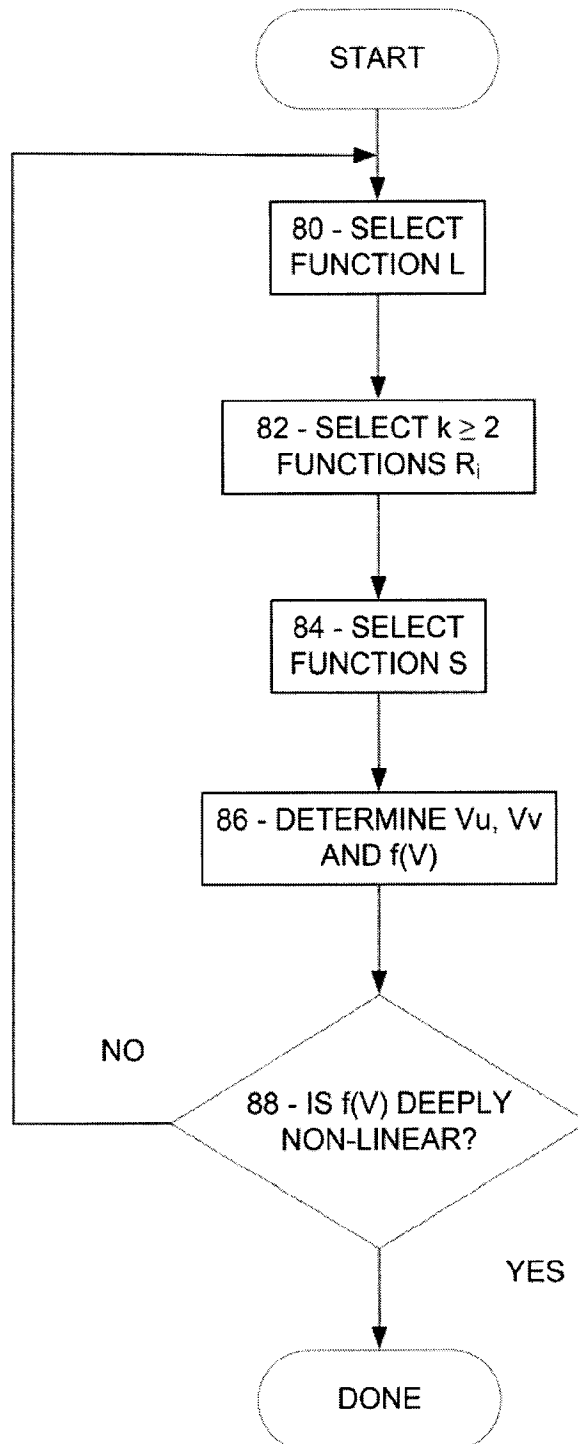 START
80 - SELECT
FUNCTION L
82 - SELECT k ≥ 2
FUNCTIONS Ri
84 - SELECT
FUNCTION S
86 - DETERMINE Vu, Vv
AND f(V)
NO
88 - IS f(V) DEEPLY
NON-LINEAR?
YES
DONE